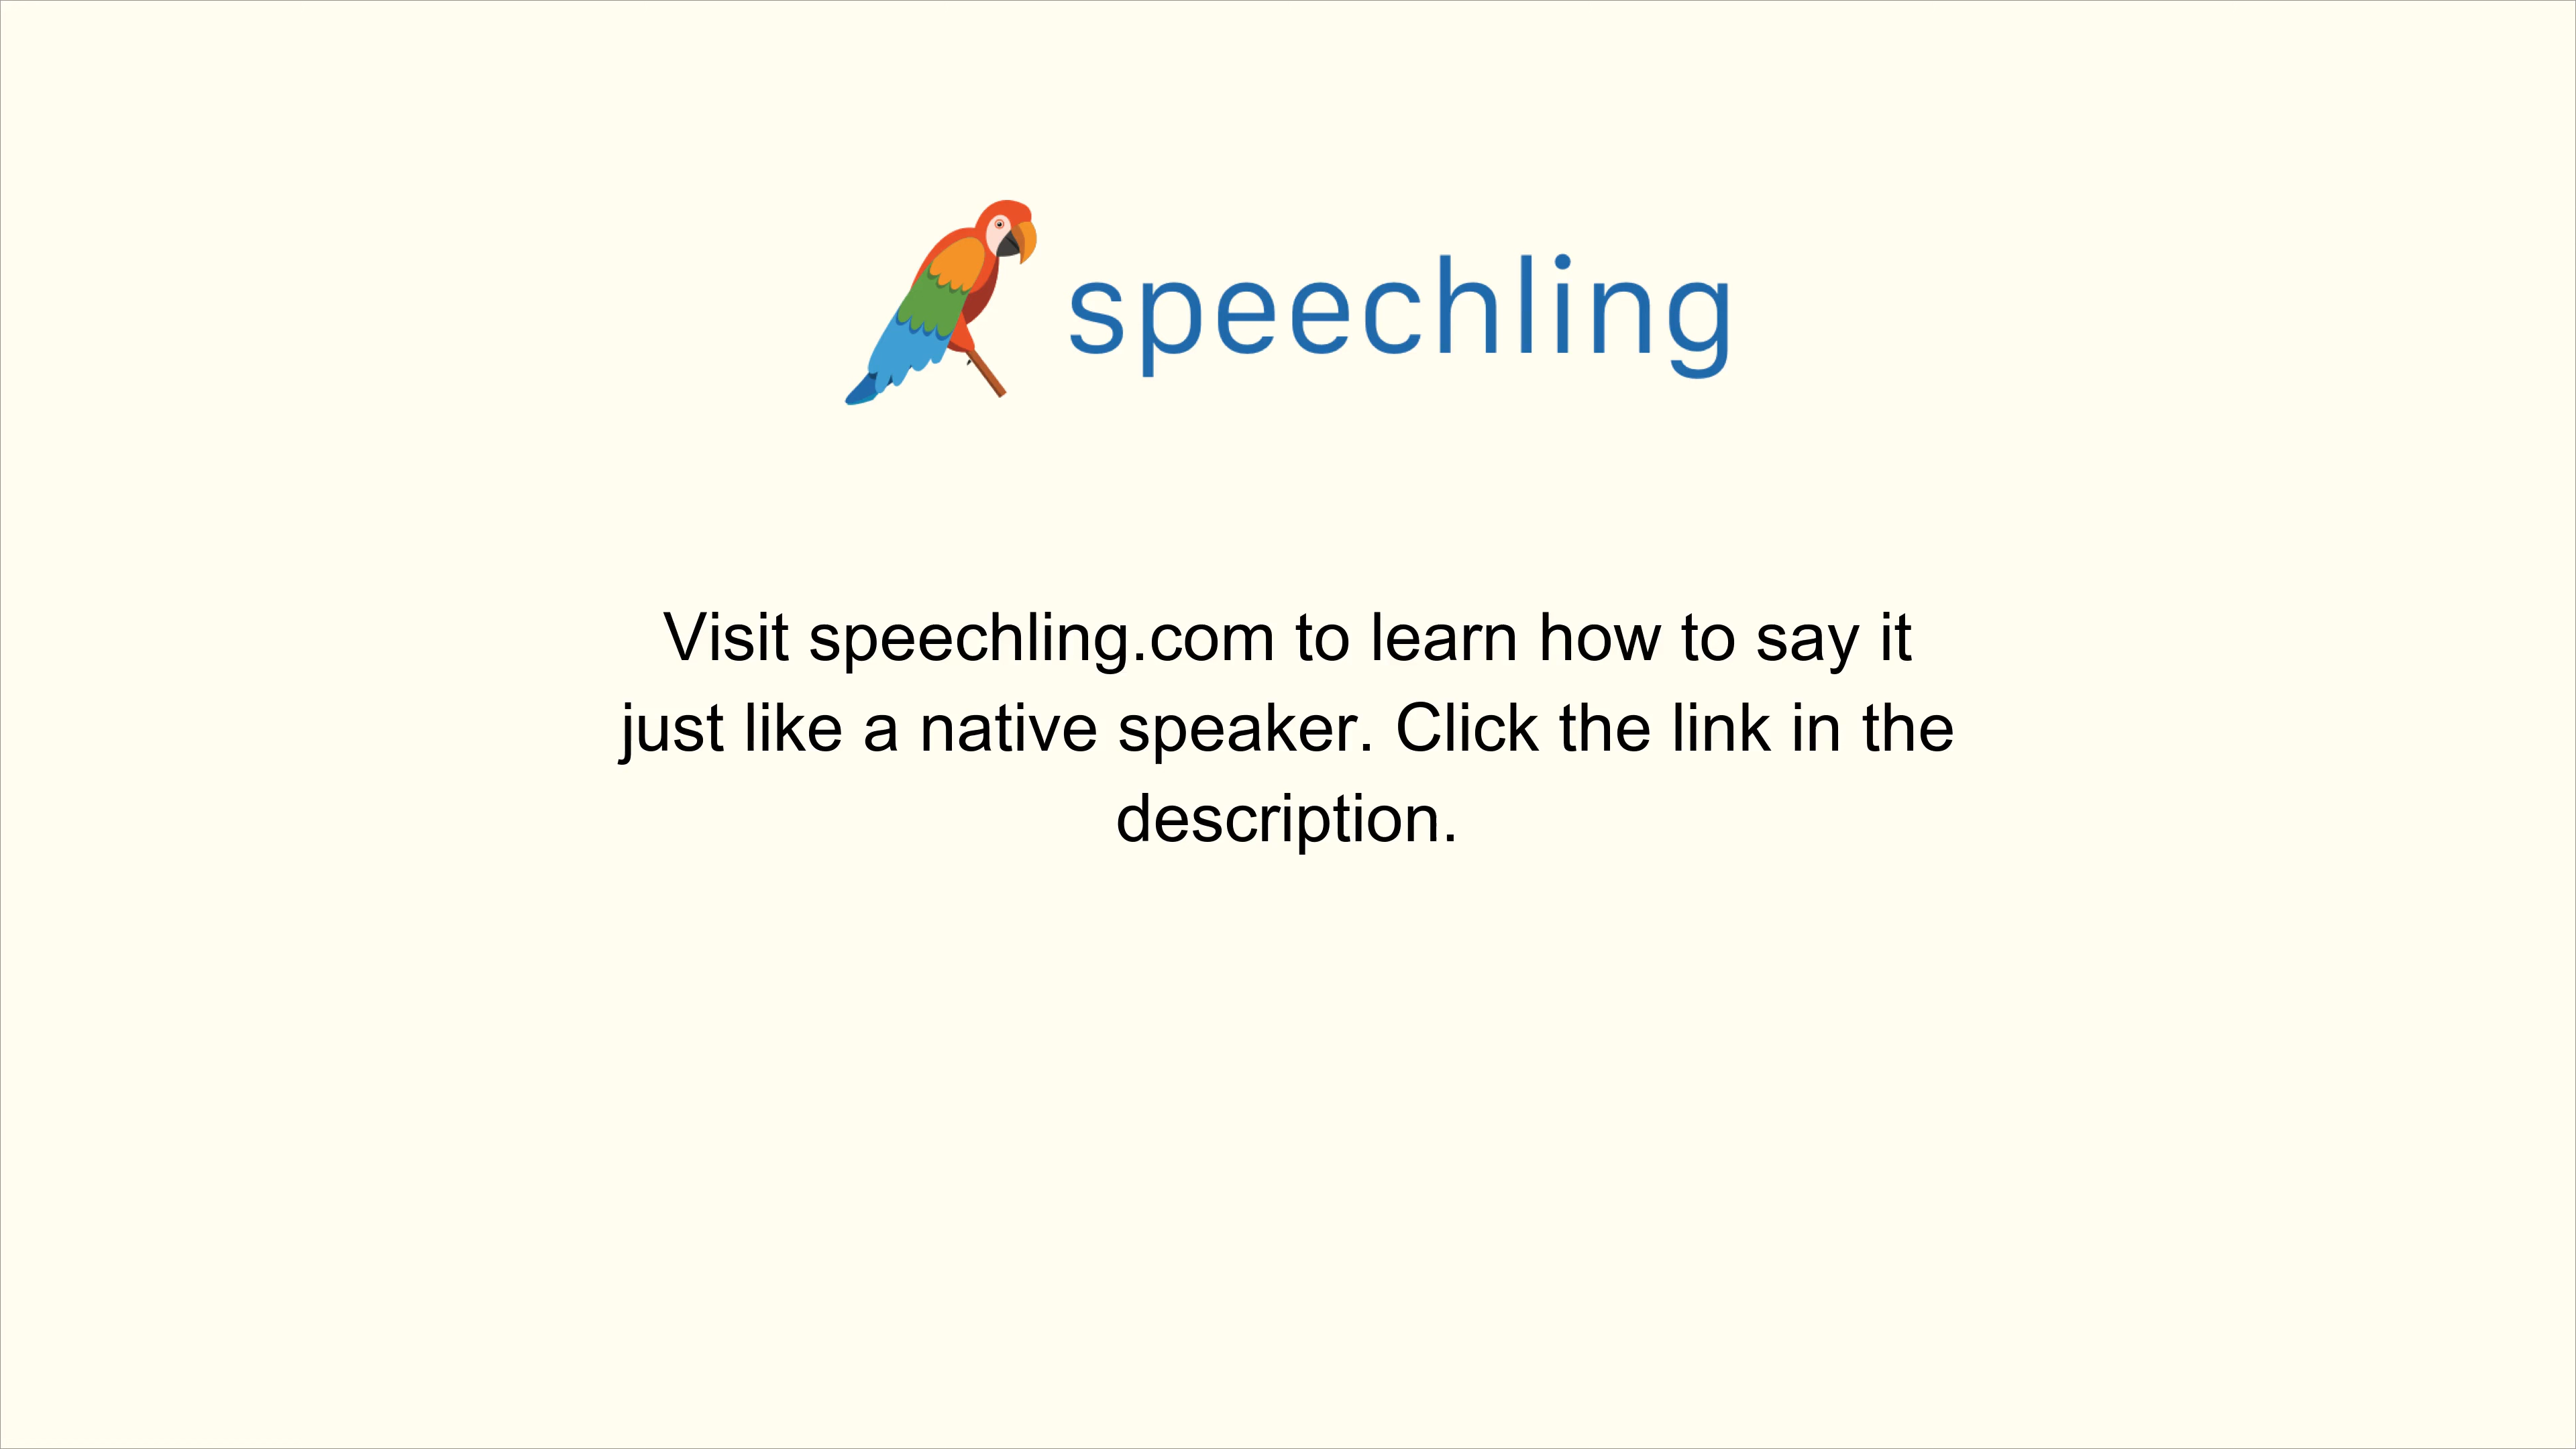 speechling
Visit speechling.com to learn how to say it
just like a native speaker. Click the link in the
description.